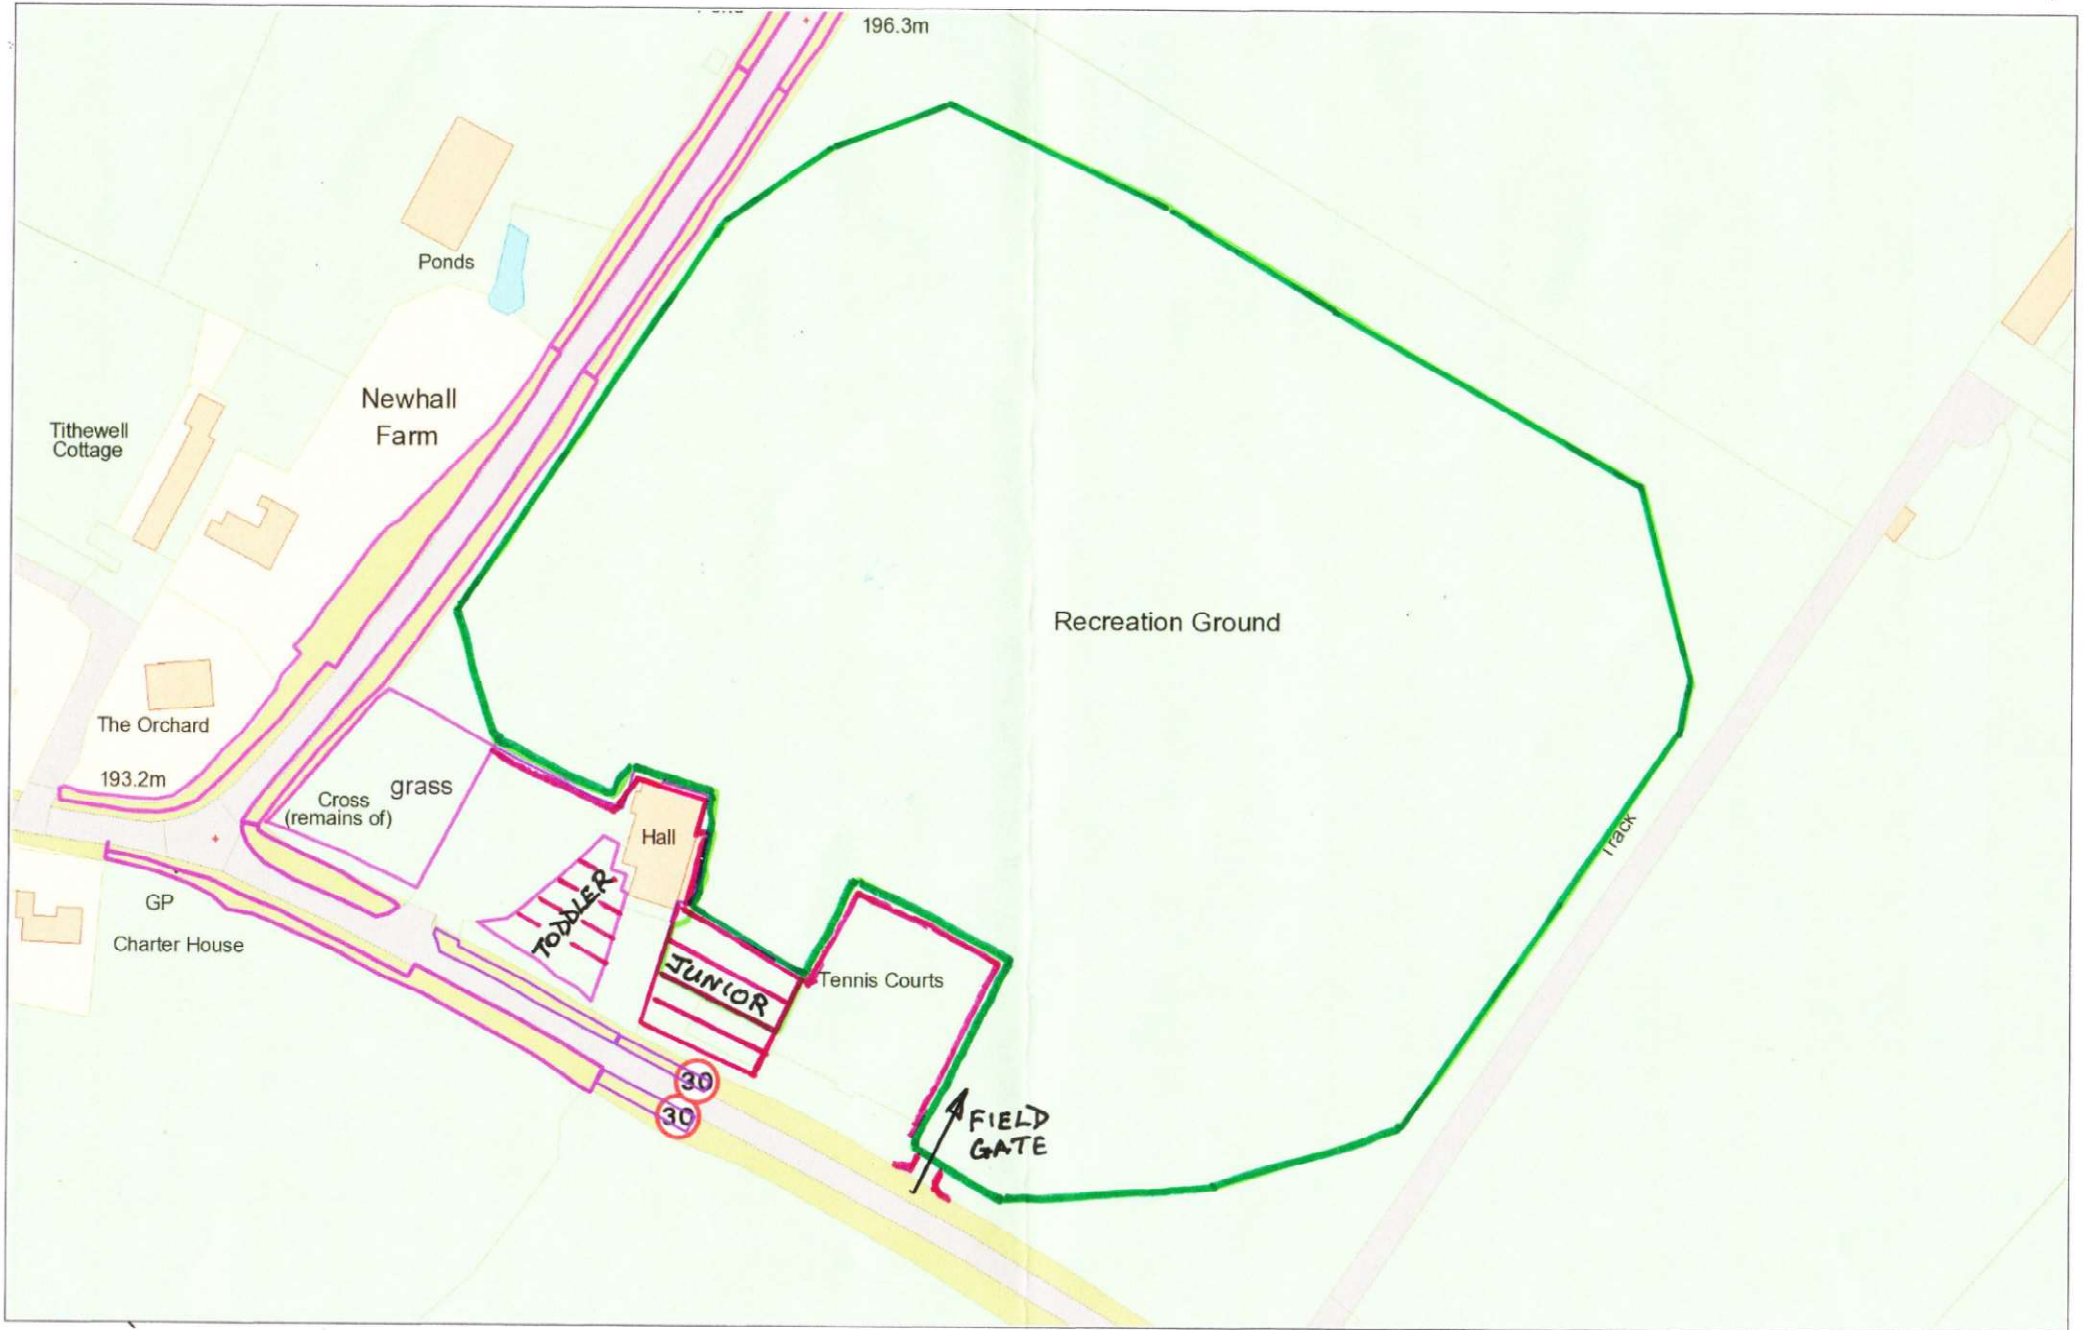 196.3m
Ponds
Newhall
Farm
Tithewell
Cottage
Recreation Ground
The Orchard
193.2m
grass
Cross
(remains of)
Hall
Track
GP
Charter House
TODDLER
JUNIOR
Tennis Courts
30
30
FIELD
GATE